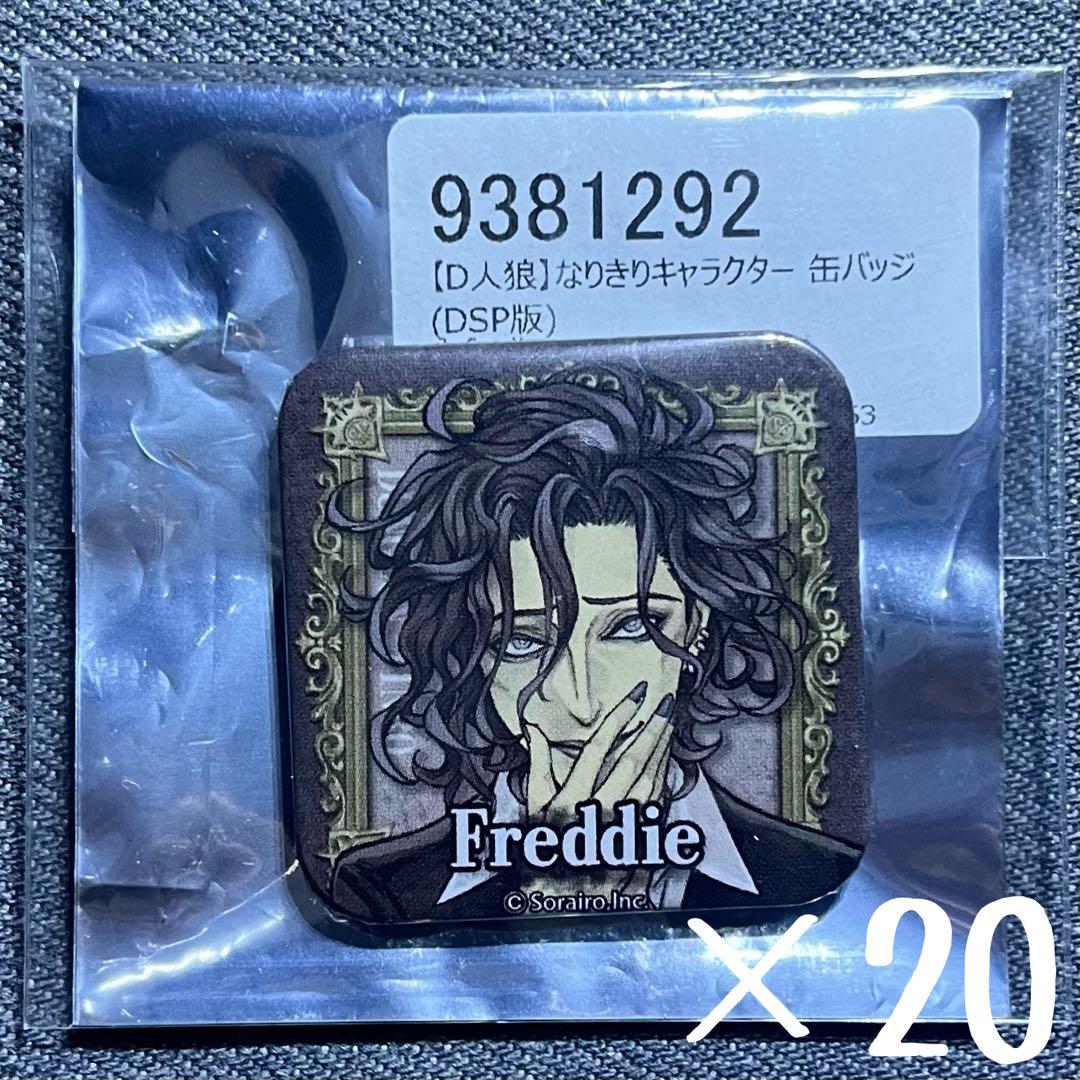 9381292
【D人狼】なりきりキャラクター 缶バッジ
(DSP版)
53
Freddie
© Sorairo,Inc.
×20